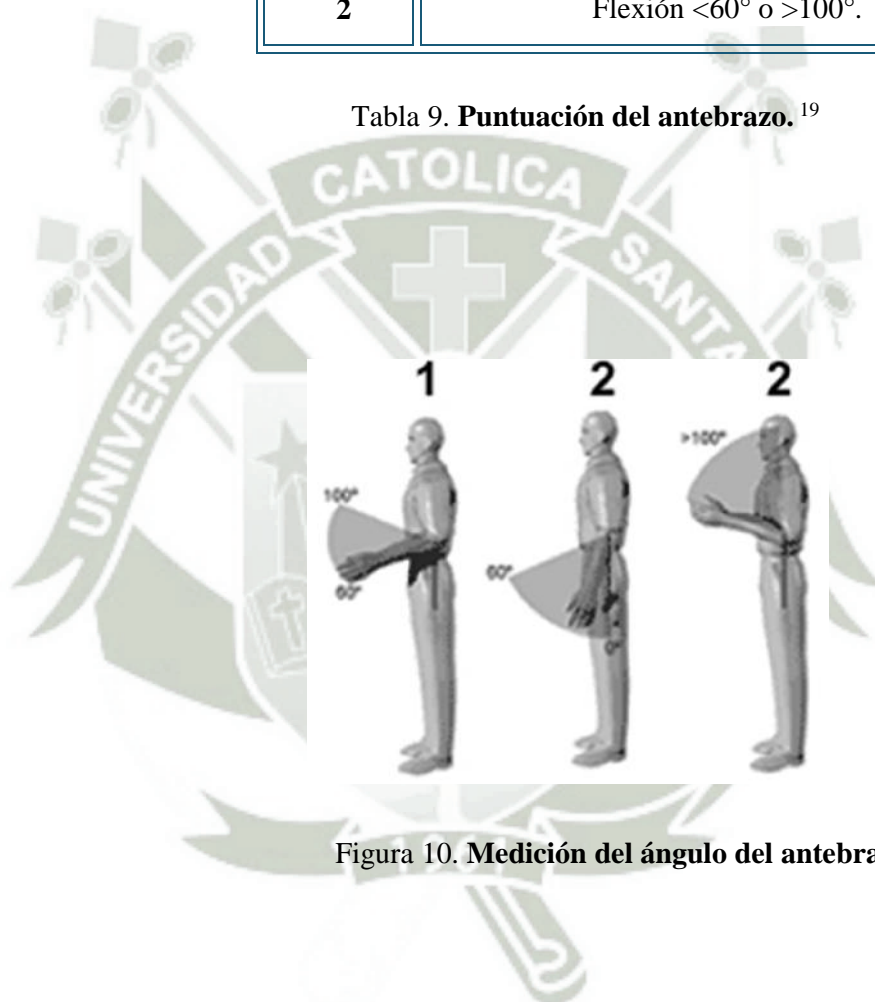 2 Flexión <60° o >100°.
Tabla 9. Puntuación del antebrazo. 19
CATOLICA
UNIVERSIDAD
SANTA
1 2 2
>100°
100°
60°
60°
0°
1961
Figura 10. Medición del ángulo del antebra